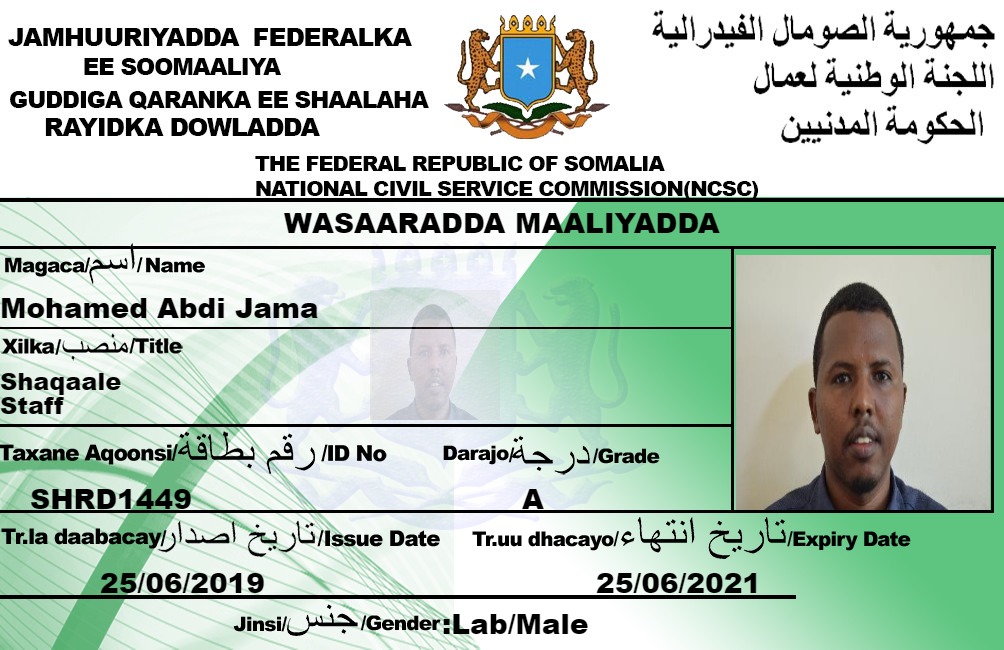 JAMHUURIYADDA FEDERALKA
EE SOOMAALIYA
GUDDIGA QARANKA EE SHAALAHA
RAYIDKA DOWLADDA
جمهورية الصومال الفيدرالية
اللجنة الوطنية لعمال
الحكومة المدنيين
THE FEDERAL REPUBLIC OF SOMALIA
NATIONAL CIVIL SERVICE COMMISSION(NCSC)
WASAARADDA MAALIYADDA
Magaca/اسم/Name
Mohamed Abdi Jama
Xilka/منصب/Title
Shaqaale
Staff
Taxane Aqoonsi/رقم بطاقة/ID No
Darajo/درجة/Grade
SHRD1449
A
Tr.la daabacay/تاريخ اصدار/Issue Date
Tr.uu dhacayo/تاريخ انتهاء/Expiry Date
25/06/2019
25/06/2021
Jinsi/جنس/Gender:Lab/Male